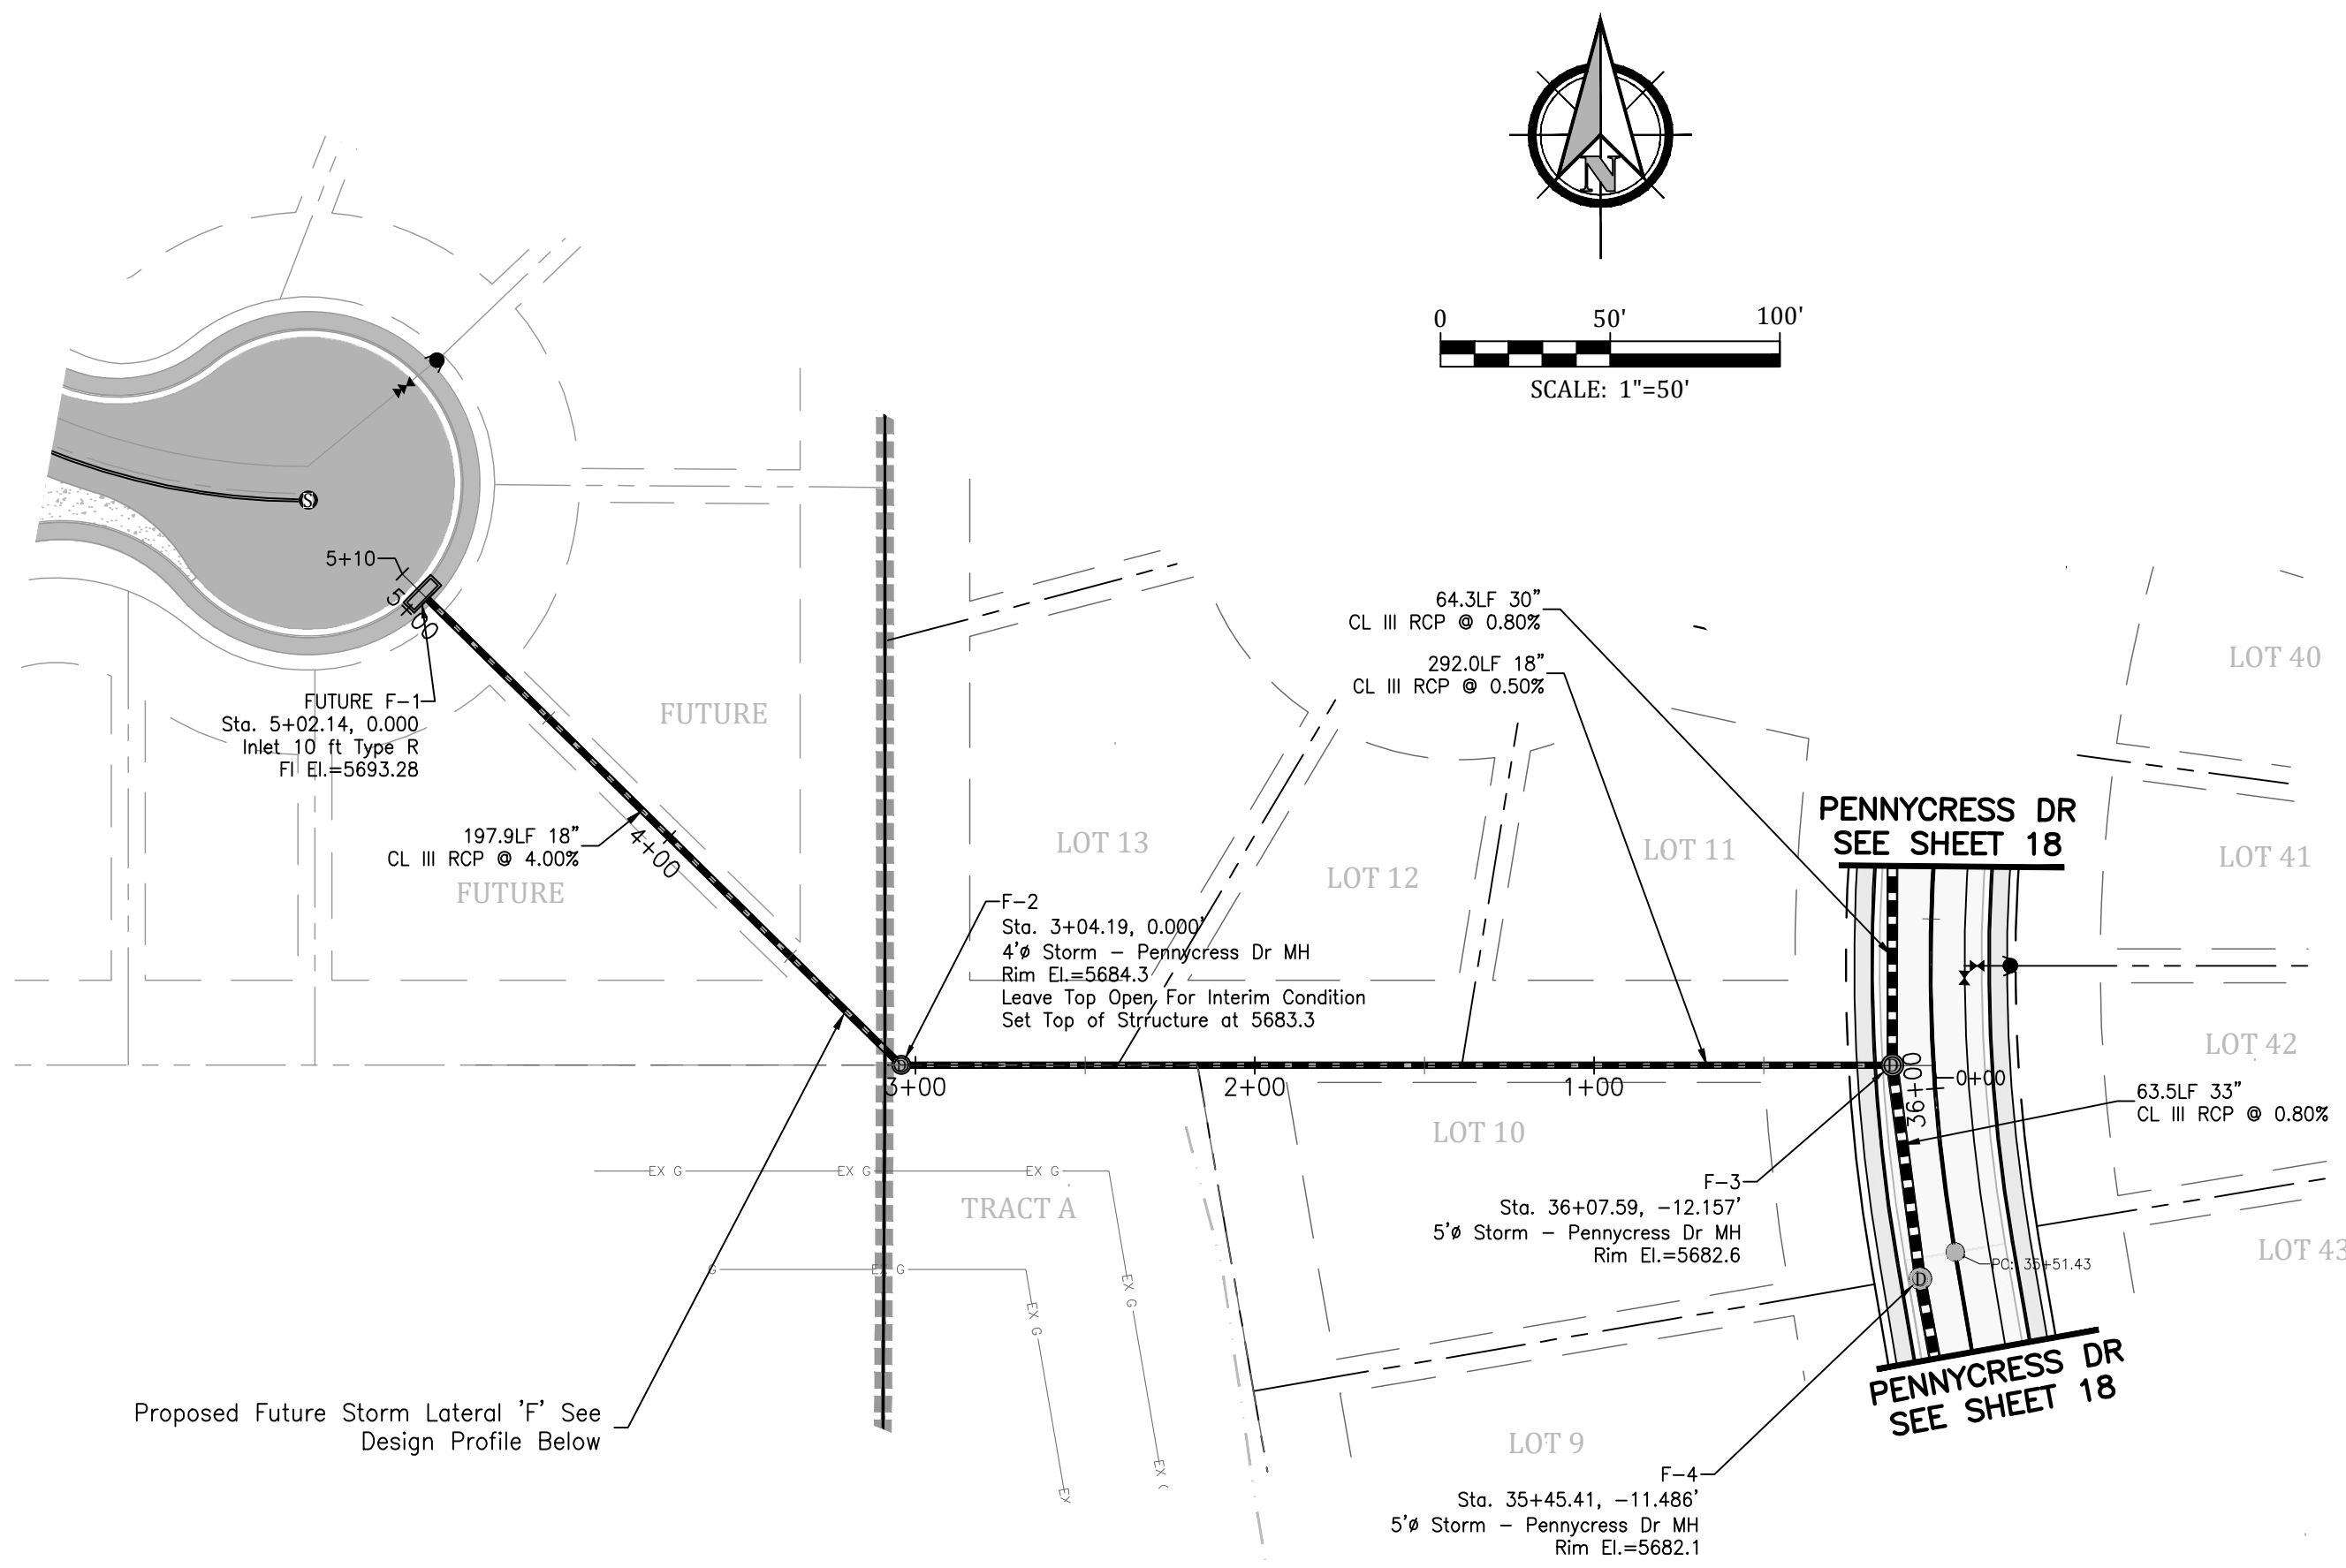 N
0 50' 100'
SCALE: 1"=50'
S
5+10
5+00
FUTURE F-1
Sta. 5+02.14, 0.000
Inlet 10 ft Type R
Fl El.=5693.28
FUTURE
197.9LF 18"
CL III RCP @ 4.00%
FUTURE
4+00
64.3LF 30"
CL III RCP @ 0.80%
292.0LF 18"
CL III RCP @ 0.50%
LOT 40
LOT 41
LOT 42
LOT 43
PENNYCRESS DR
SEE SHEET 18
LOT 13
LOT 12
LOT 11
F-2
Sta. 3+04.19, 0.000'
4'ø Storm - Pennycress Dr MH
Rim El.=5684.3
Leave Top Open For Interim Condition
Set Top of Strructure at 5683.3
D
3+00
2+00
1+00
D
0+00
36+00
63.5LF 33"
CL III RCP @ 0.80%
LOT 10
EX G
EX G
EX G
TRACT A
F-3
Sta. 36+07.59, -12.157'
5'ø Storm - Pennycress Dr MH
Rim El.=5682.6
G
EX G
EX G
EX G
PC: 35+51.43
D
PENNYCRESS DR
SEE SHEET 18
Proposed Future Storm Lateral 'F' See
Design Profile Below
LOT 9
EX
EX
F-4
Sta. 35+45.41, -11.486'
5'ø Storm - Pennycress Dr MH
Rim El.=5682.1